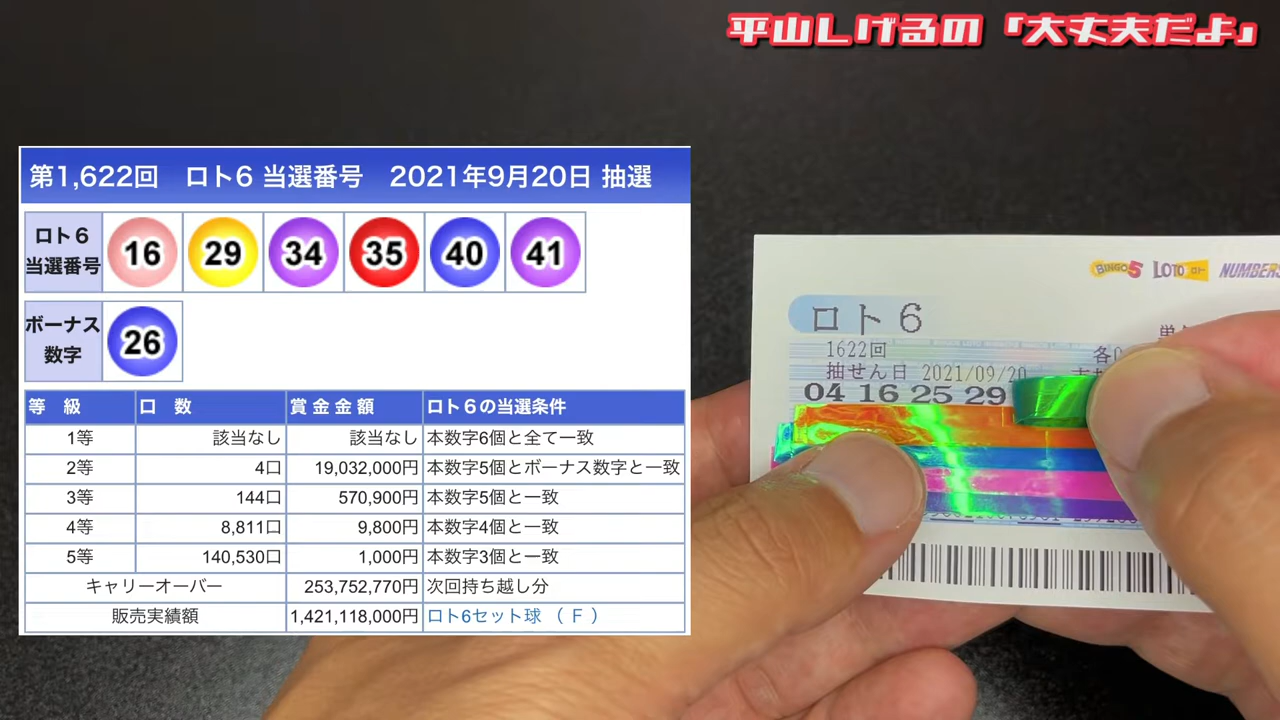 平山しげるの「大丈夫だよ」
第1,622回 ロト6 当選番号 2021年9月20日 抽選
ロト6
当選番号 16 29 34 35 40 41
ボーナス
数字 26
等 級 口 数 賞 金 金 額 ロト6の当選条件
1等 該当なし 該当なし 本数字6個と全て一致
2等 4口 19,032,000円 本数字5個とボーナス数字と一致
3等 144口 570,900円 本数字5個と一致
4等 8,811口 9,800円 本数字4個と一致
5等 140,530口 1,000円 本数字3個と一致
キャリーオーバー 253,752,770円 次回持ち越し分
販売実績額 1,421,118,000円 ロト6セット球 ( F )
BINGO5 LOTO ロト NUMBERS
ロト6
1622回 各
抽せん日 2021/09/20
04 16 25 29